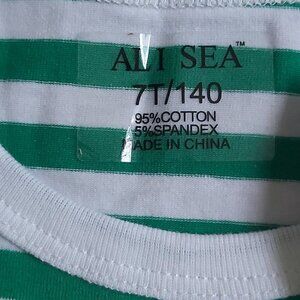 ALI SEA
7T/140
95%COTTON
5%SPANDEX
MADE IN CHINA